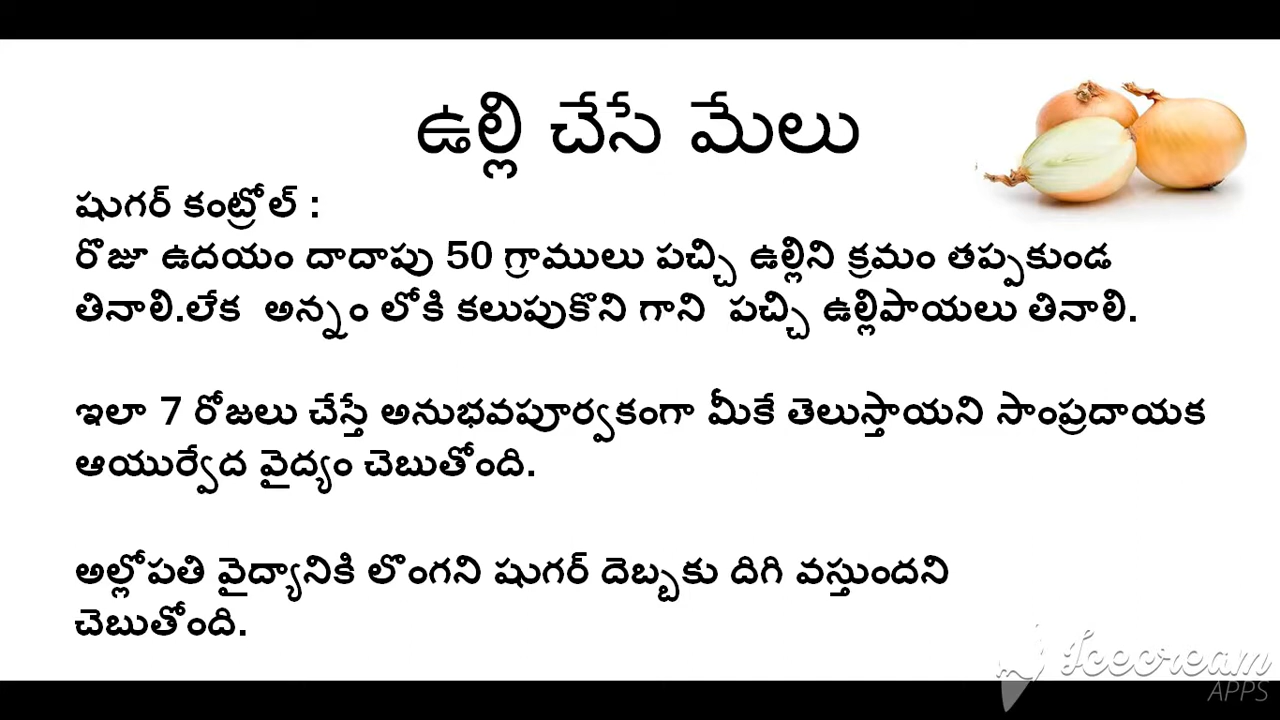 ఉల్లి చేసే మేలు
షుగర్ కంట్రోల్ :
రొజూ ఉదయం దాదాపు 50 గ్రాములు పచ్చి ఉల్లిని క్రమం తప్పకుండ
తినాలి.లేక అన్నం లోకి కలుపుకొని గాని పచ్చి ఉల్లిపాయలు తినాలి.
ఇలా 7 రోజలు చేస్తే అనుభవపూర్వకంగా మీకే తెలుస్తాయని సాంప్రదాయక
ఆయుర్వేద వైద్యం చెబుతోంది.
అల్లోపతి వైద్యానికి లొంగని షుగర్ దెబ్బకు దిగి వస్తుందని
చెబుతోంది.
Icecream
APPS